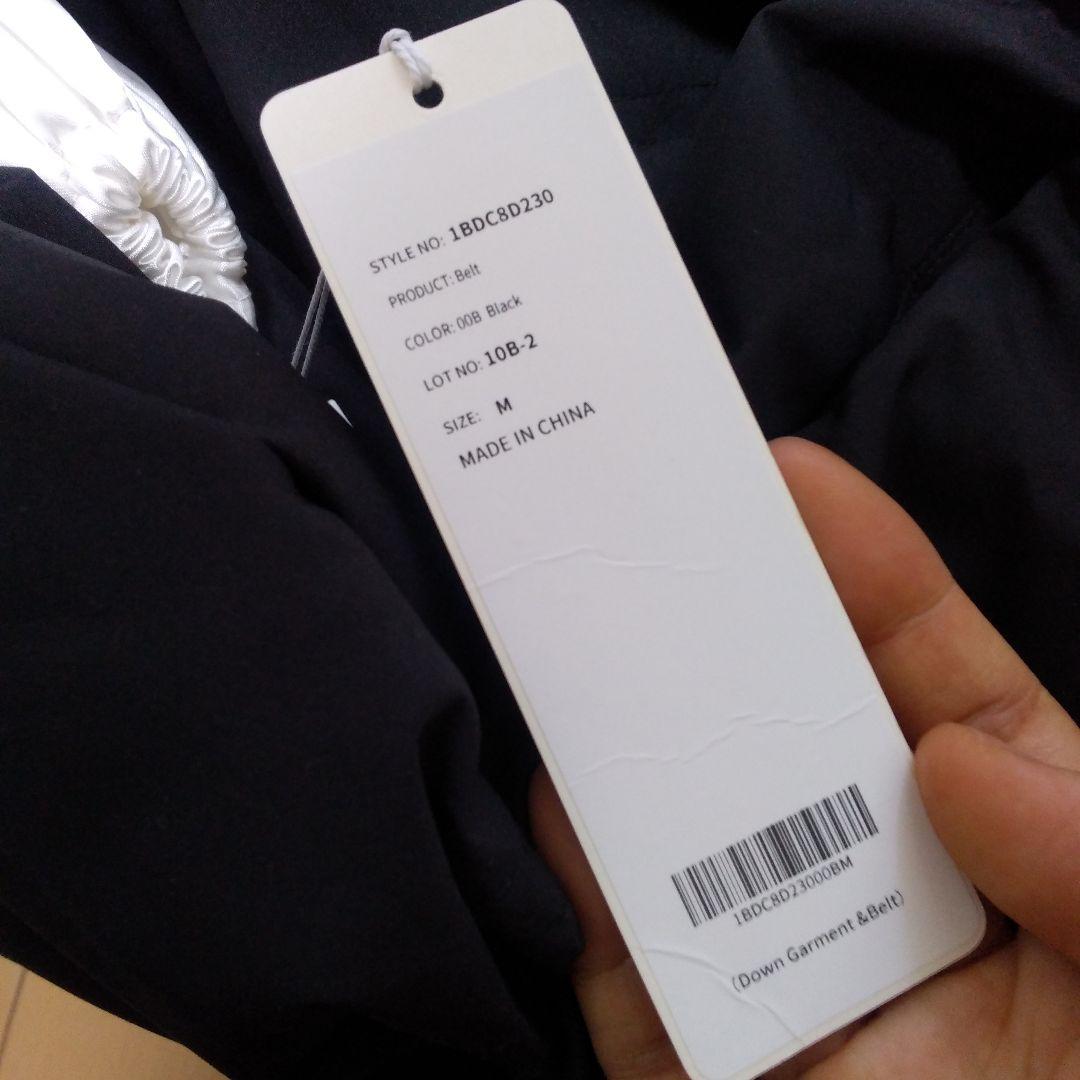 STYLE NO: 1BDC8D230
PRODUCT: Belt
COLOR: 00B Black
LOT NO: 10B-2
SIZE: M
MADE IN CHINA
1BDC8D23000BM
(Down Garment &Belt)